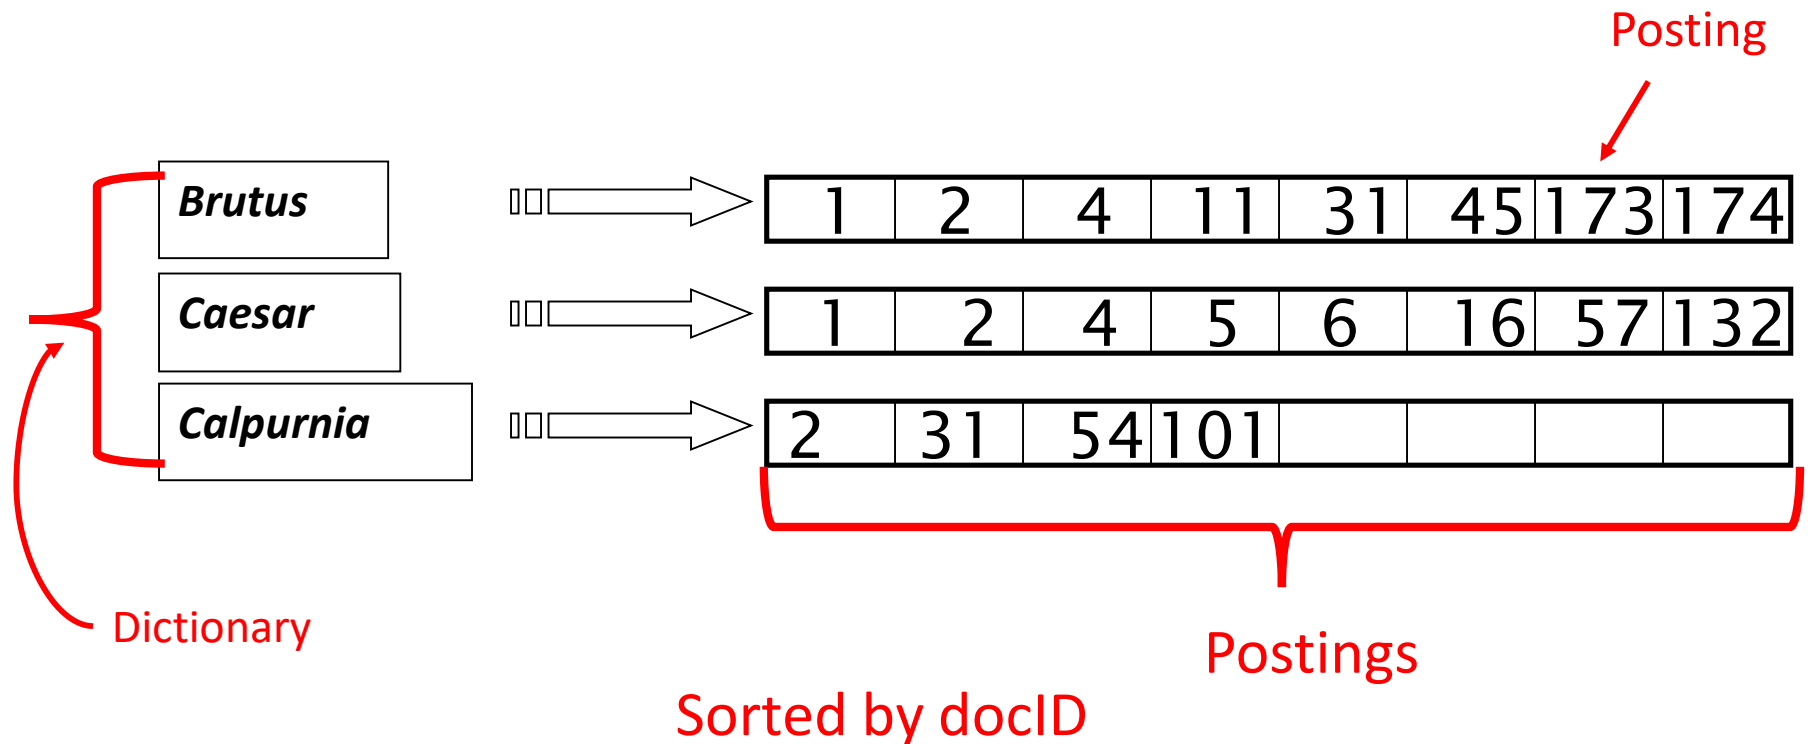 Posting
Brutus 1 2 4 11 31 45 173 174
Caesar 1 2 4 5 6 16 57 132
Calpurnia 2 31 54 101
Dictionary
Postings
Sorted by docID